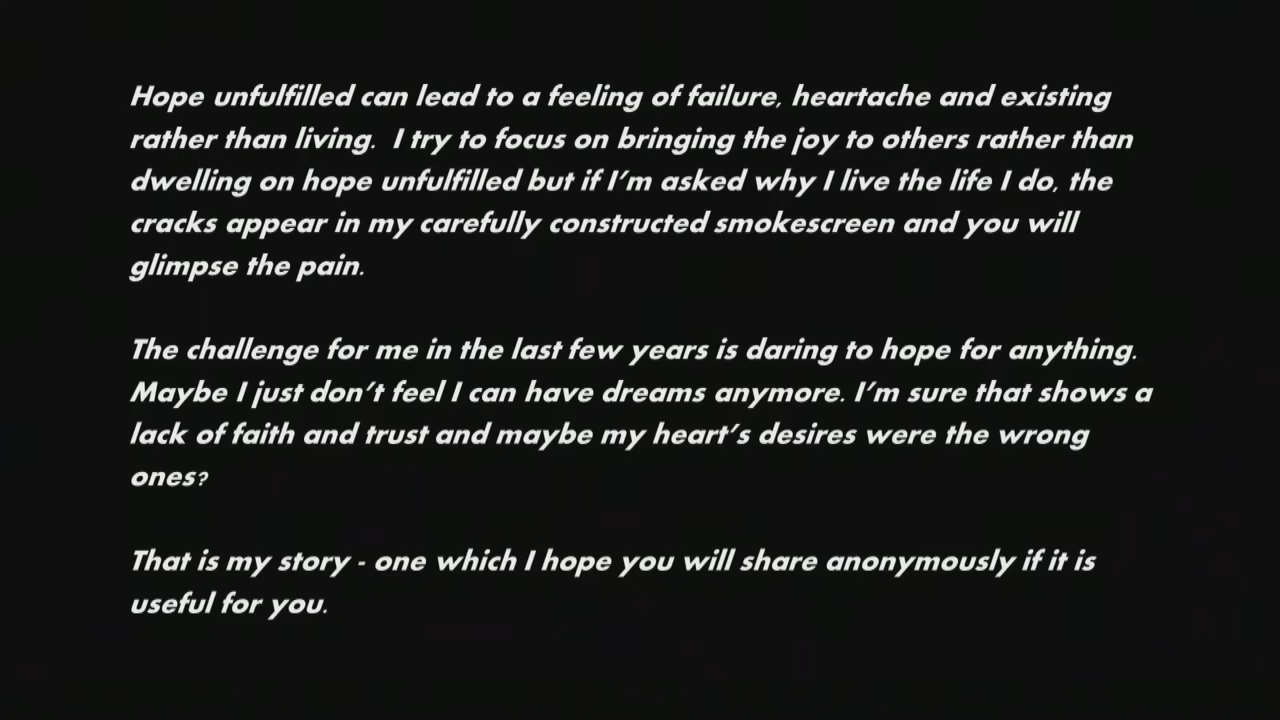 Hope unfulfilled can lead to a feeling of failure, heartache and existing
rather than living.  I try to focus on bringing the joy to others rather than
dwelling on hope unfulfilled but if I’m asked why I live the life I do, the
cracks appear in my carefully constructed smokescreen and you will
glimpse the pain.
The challenge for me in the last few years is daring to hope for anything.
Maybe I just don’t feel I can have dreams anymore. I’m sure that shows a
lack of faith and trust and maybe my heart’s desires were the wrong
ones?
That is my story - one which I hope you will share anonymously if it is
useful for you.